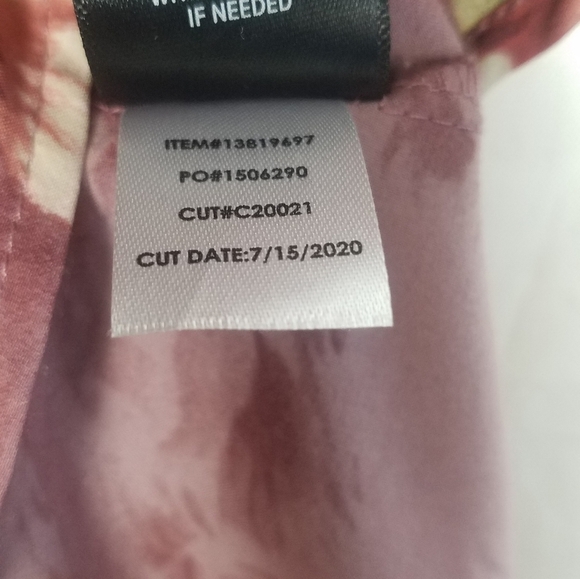 IF NEEDED
ITEM#13819697
PO#1506290
CUT#C20021
CUT DATE:7/15/2020